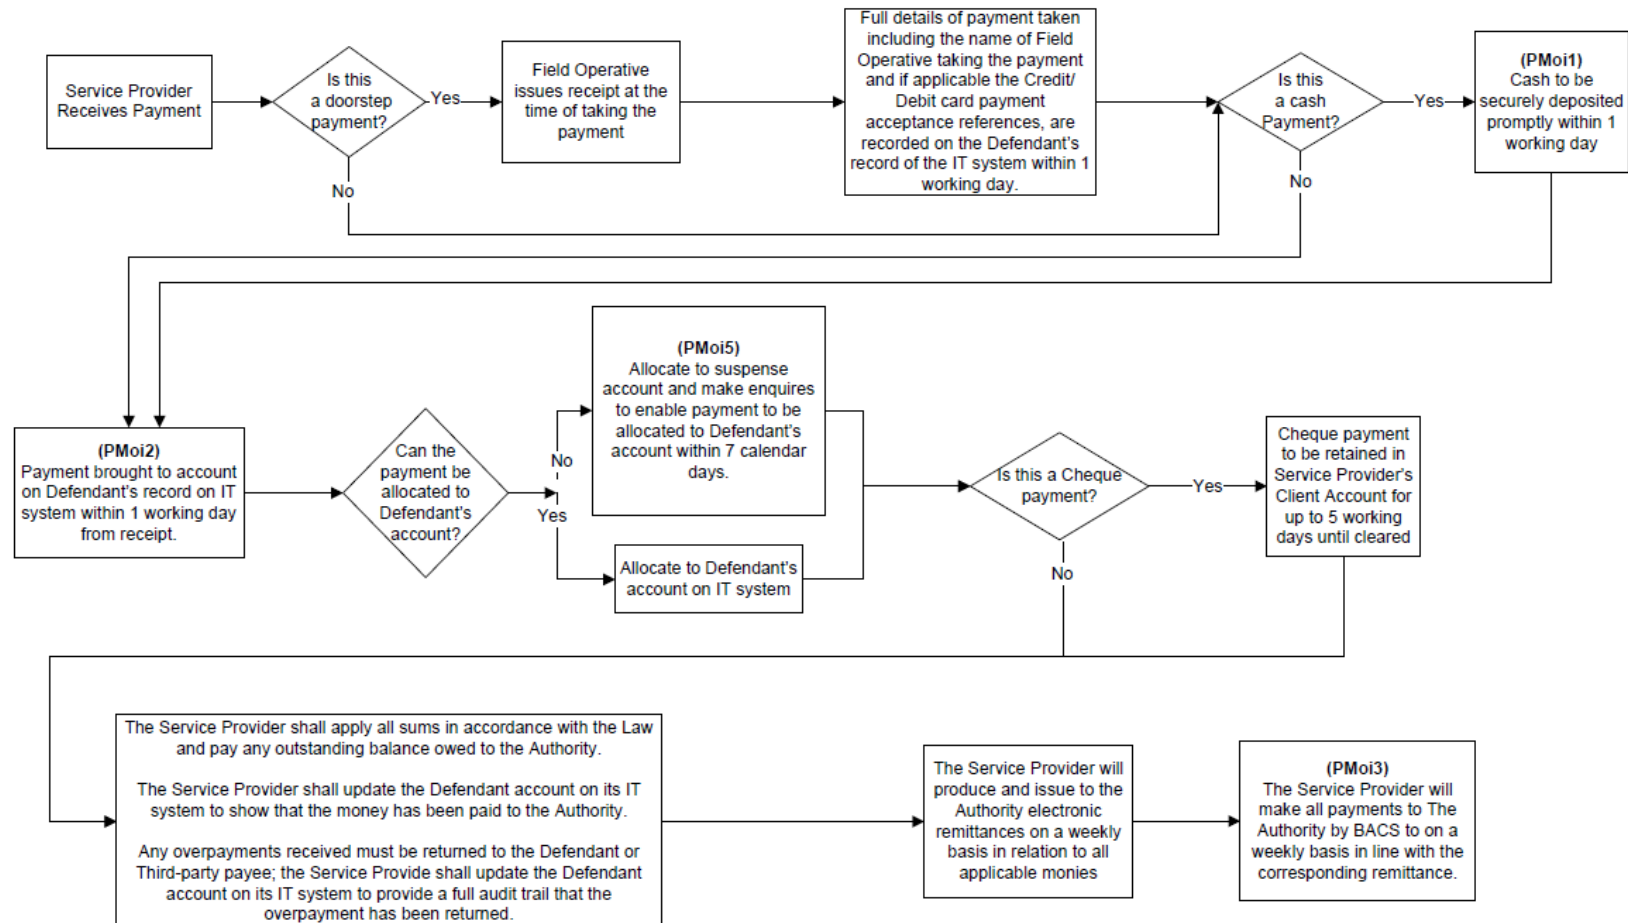 Service Provider
Receives Payment
Is this
a doorstep
payment?
Yes
No
Field Operative
issues receipt at the
time of taking the
payment
Full details of payment taken
including the name of Field
Operative taking the payment
and if applicable the Credit/
Debit card payment
acceptance references, are
recorded on the Defendant's
record of the IT system within 1
working day.
Is this
a cash
Payment?
Yes
No
(PMoi1)
Cash to be
securely deposited
promptly within 1
working day
(PMoi2)
Payment brought to account
on Defendant's record on IT
system within 1 working day
from receipt.
Can the
payment be
allocated to
Defendant's
account?
No
Yes
(PMoi5)
Allocate to suspense
account and make enquires
to enable payment to be
allocated to Defendant's
account within 7 calendar
days.
Allocate to Defendant's
account on IT system
Is this a Cheque
payment?
Yes
No
Cheque payment
to be retained in
Service Provider's
Client Account for
up to 5 working
days until cleared
The Service Provider shall apply all sums in accordance with the Law
and pay any outstanding balance owed to the Authority.
The Service Provider shall update the Defendant account on its IT
system to show that the money has been paid to the Authority.
Any overpayments received must be returned to the Defendant or
Third-party payee; the Service Provide shall update the Defendant
account on its IT system to provide a full audit trail that the
overpayment has been returned.
The Service Provider will
produce and issue to the
Authority electronic
remittances on a weekly
basis in relation to all
applicable monies
(PMoi3)
The Service Provider will
make all payments to The
Authority by BACS to on a
weekly basis in line with the
corresponding remittance.